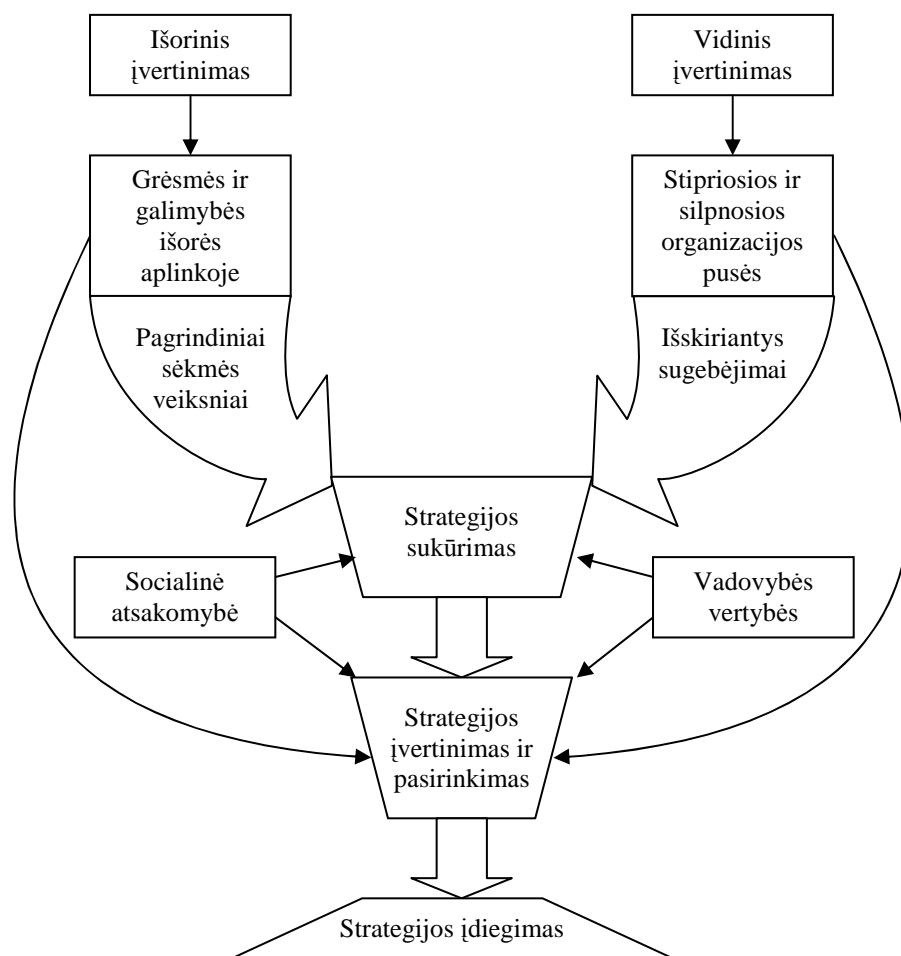 Išorinis
įvertinimas
Vidinis
įvertinimas
Grėsmės ir
galimybės
išorės
aplinkoje
Stipriosios ir
silpnosios
organizacijos
pusės
Pagrindiniai
sėkmės
veiksniai
Išskiriantys
sugebėjimai
Strategijos
sukūrimas
Socialinė
atsakomybė
Vadovybės
vertybės
Strategijos
įvertinimas ir
pasirinkimas
Strategijos įdiegimas